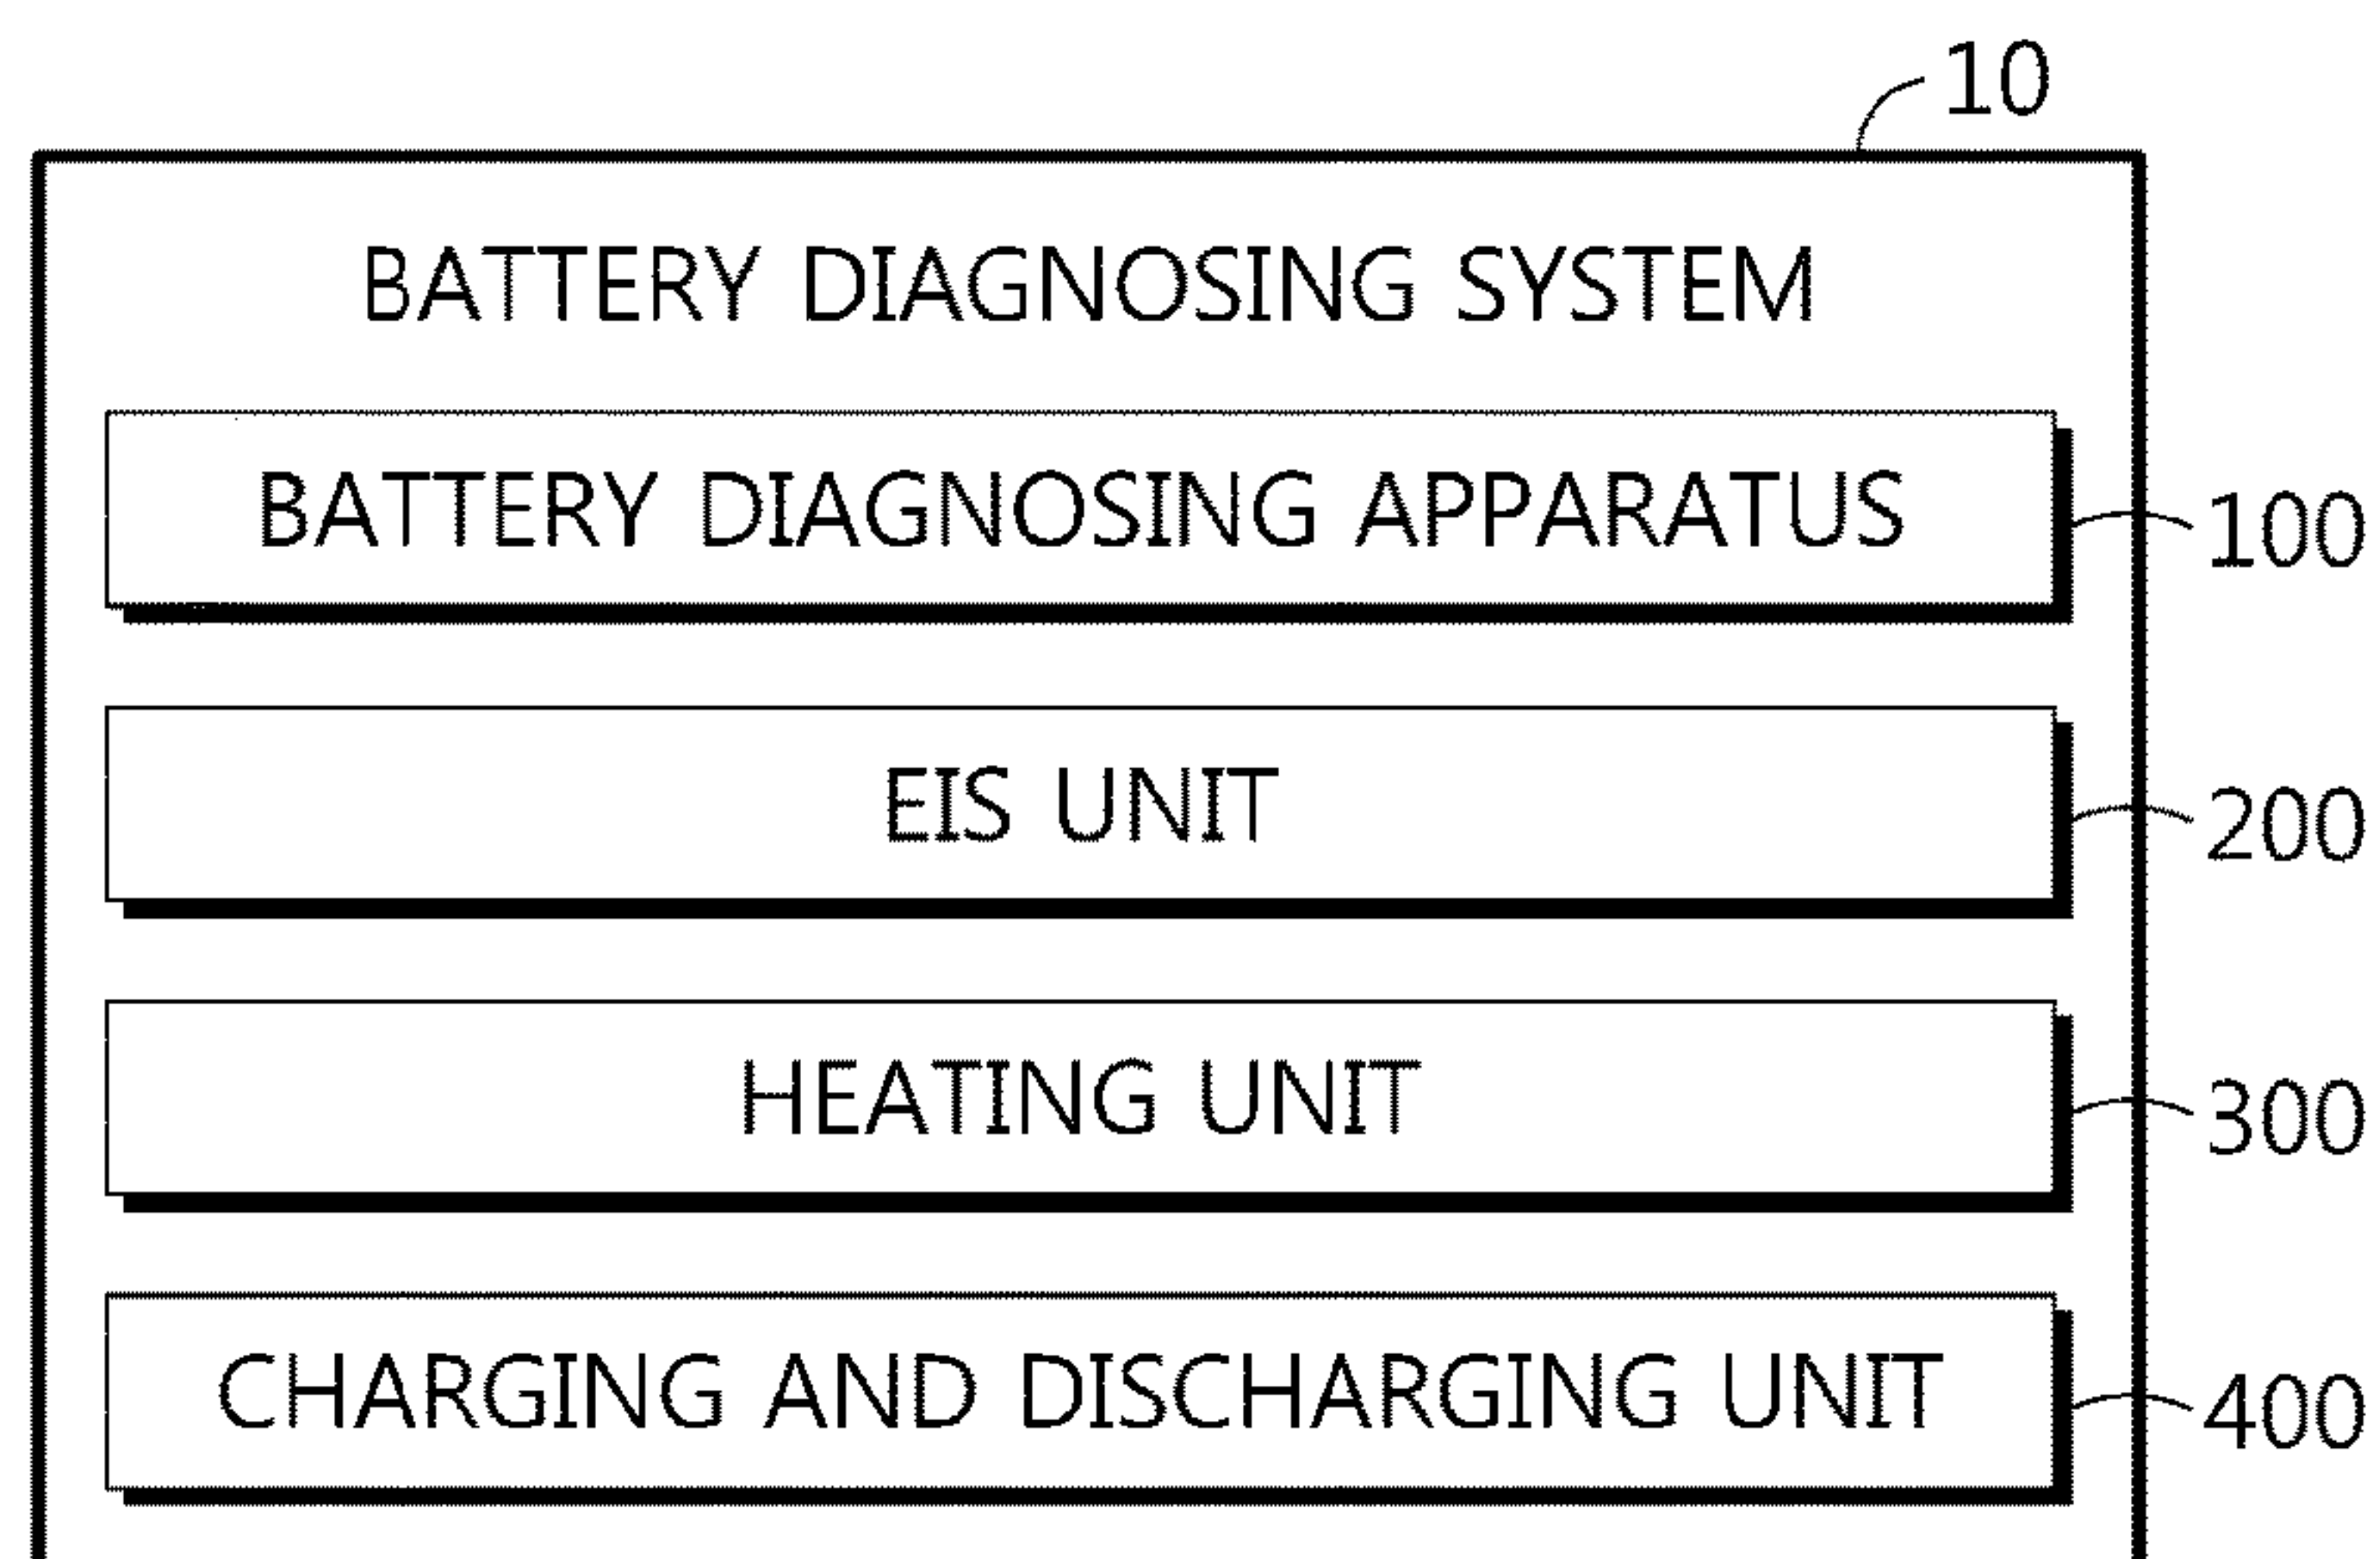 10
BATTERY DIAGNOSING SYSTEM
BATTERY DIAGNOSING APPARATUS
100
EIS UNIT
200
HEATING UNIT
300
CHARGING AND DISCHARGING UNIT
400